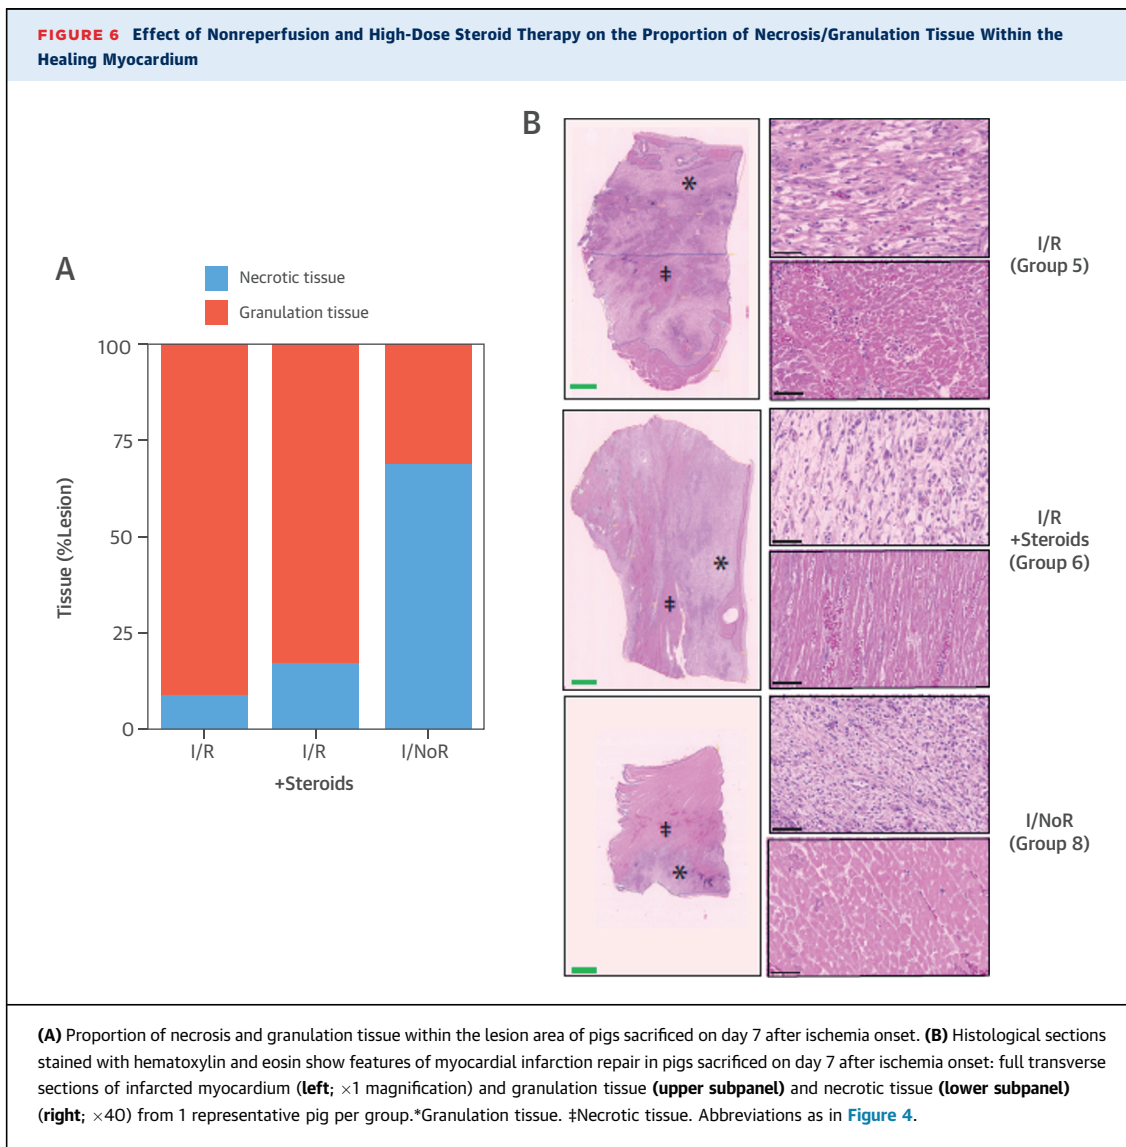 FIGURE 6 Effect of Nonreperfusion and High-Dose Steroid Therapy on the Proportion of Necrosis/Granulation Tissue Within the
Healing Myocardium
A
Necrotic tissue
Granulation tissue
Tissue (%Lesion)
100
75
50
25
0
I/R
I/R
+Steroids
I/NoR
B
*
‡
I/R
(Group 5)
*
‡
I/R
+Steroids
(Group 6)
‡
*
I/NoR
(Group 8)
(A) Proportion of necrosis and granulation tissue within the lesion area of pigs sacrificed on day 7 after ischemia onset. (B) Histological sections
stained with hematoxylin and eosin show features of myocardial infarction repair in pigs sacrificed on day 7 after ischemia onset: full transverse
sections of infarcted myocardium (left; ×1 magnification) and granulation tissue (upper subpanel) and necrotic tissue (lower subpanel)
(right; ×40) from 1 representative pig per group.*Granulation tissue. ‡Necrotic tissue. Abbreviations as in Figure 4.